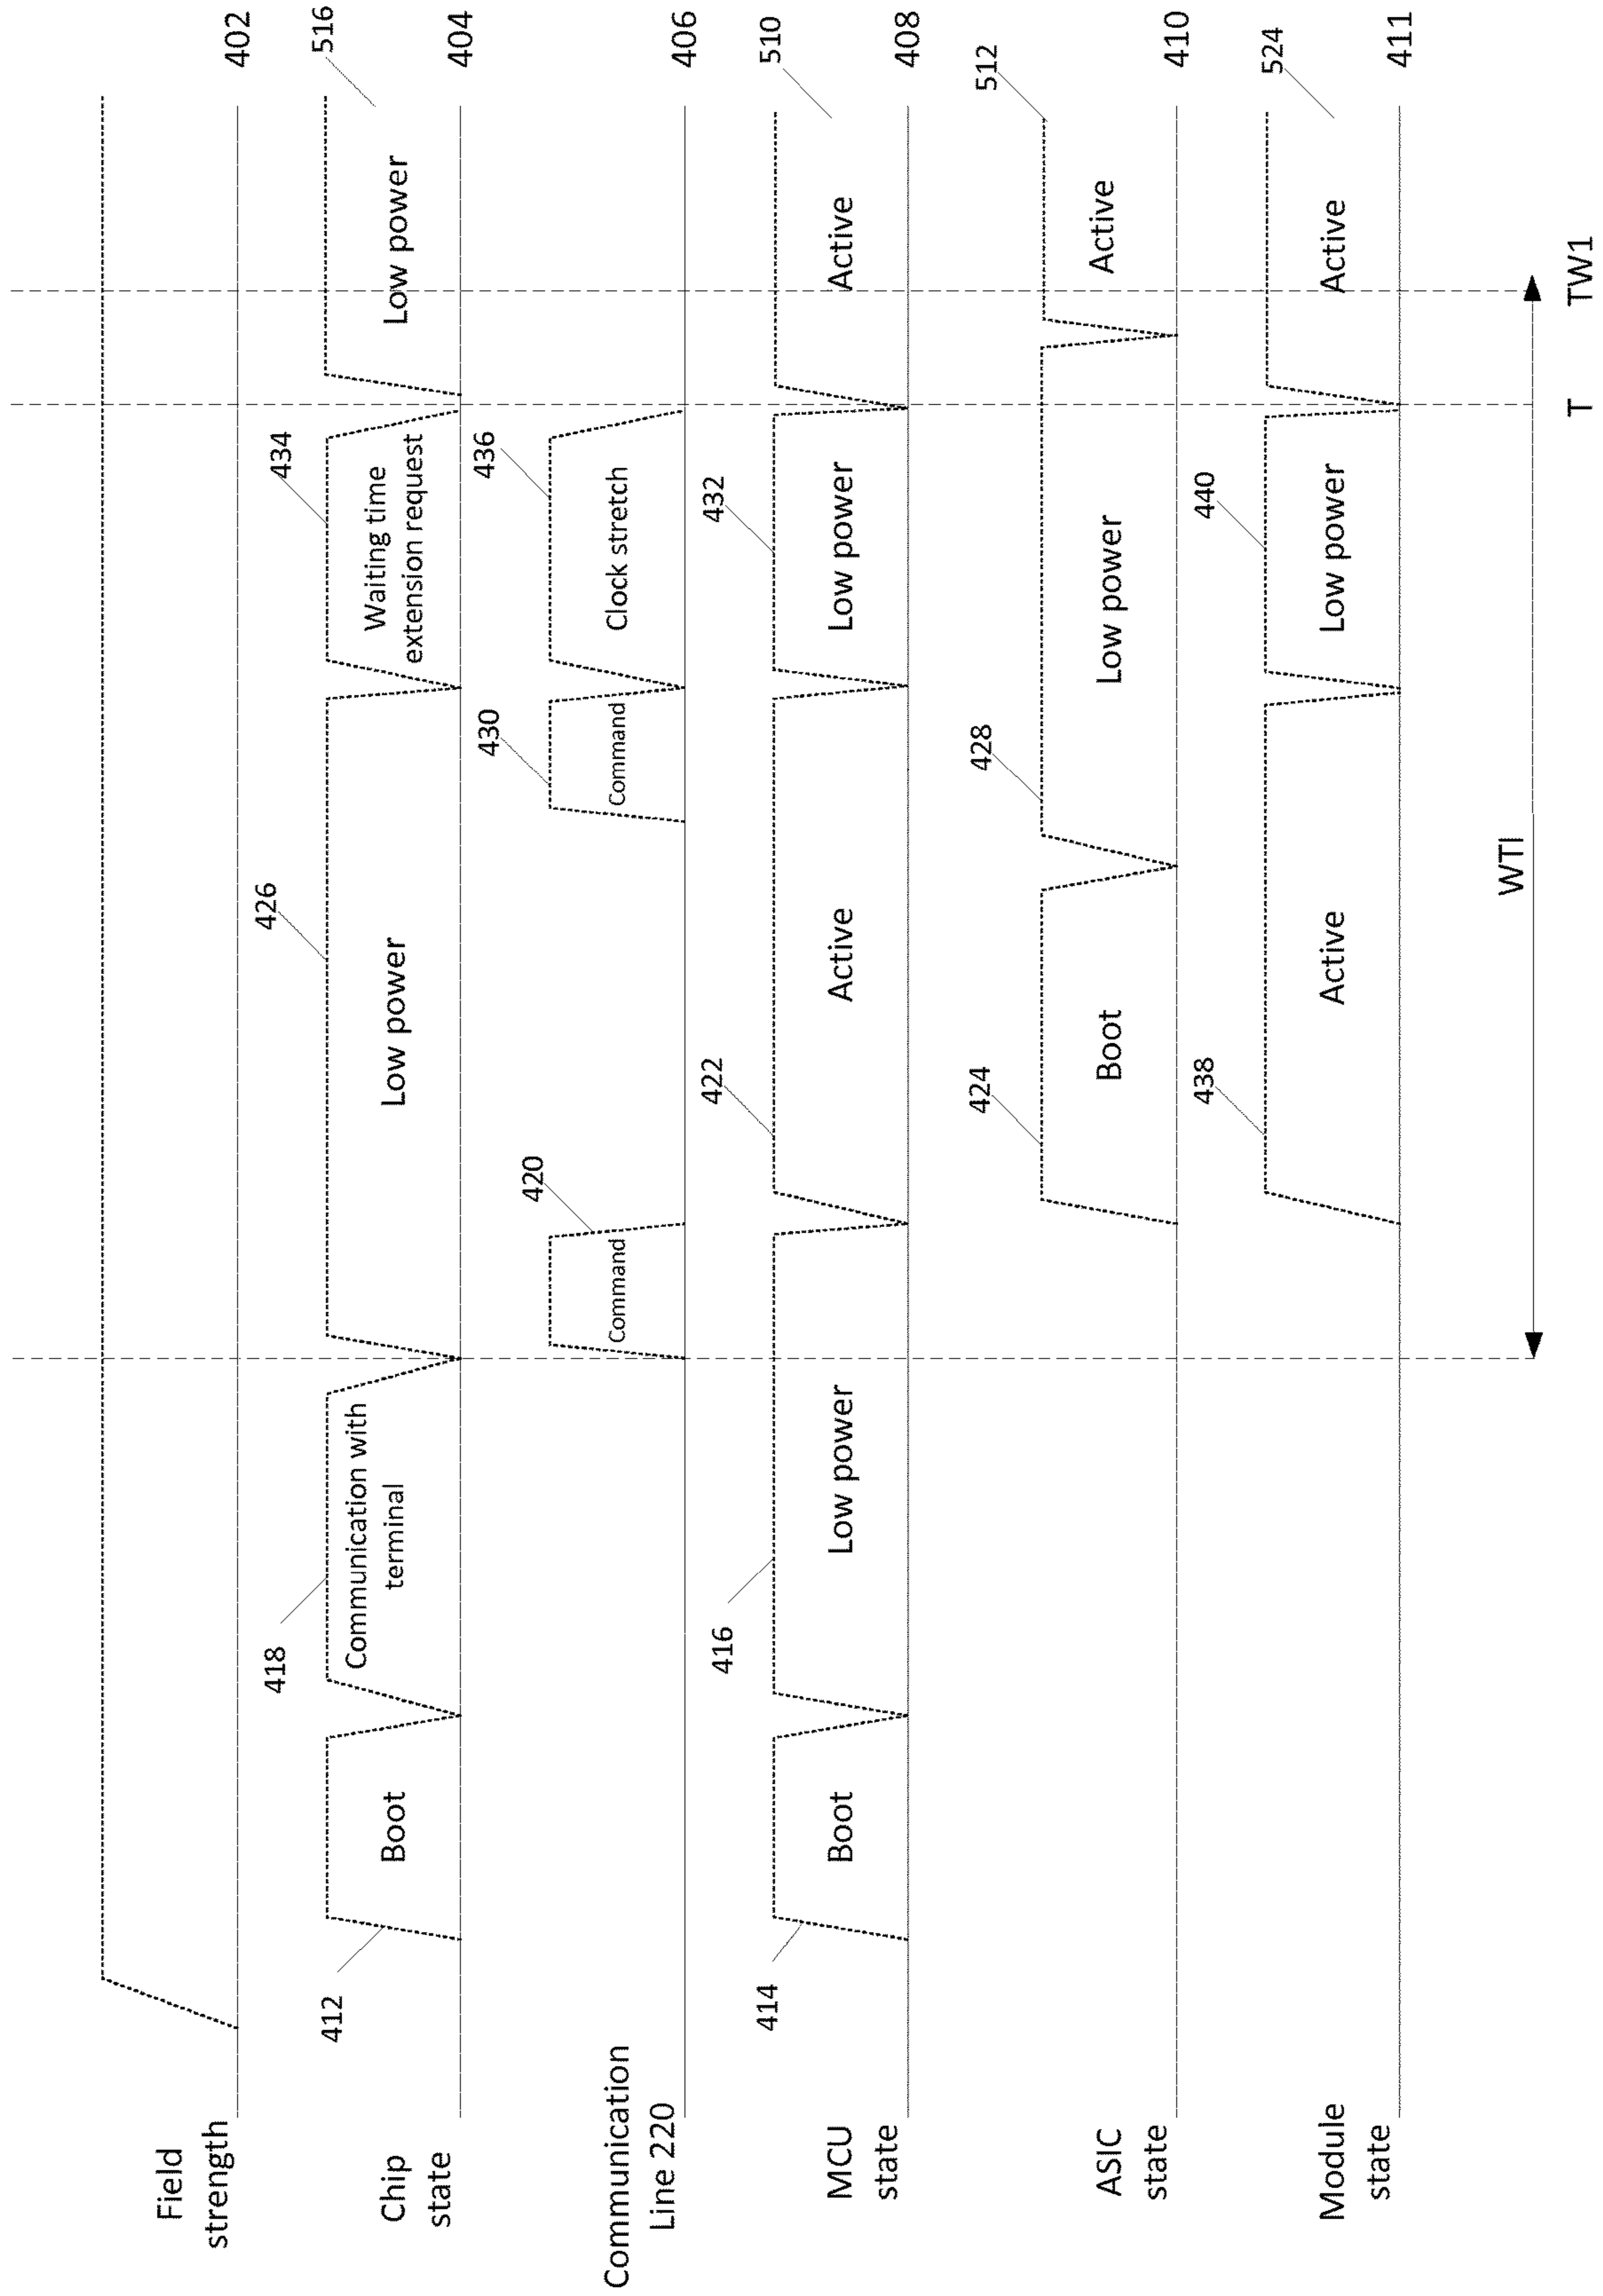 Field
strength
402
Chip
state
412
Boot
418
Communication with
terminal
426
Low power
434
Waiting time
extension request
516
Low power
404
Communication
Line 220
420
Command
430
Command
436
Clock stretch
406
MCU
state
414
Boot
416
Low power
422
Active
432
Low power
510
Active
408
ASIC
state
424
Boot
428
Low power
512
Active
410
Module
state
438
Active
440
Low power
524
Active
411
WTI
T
TW1